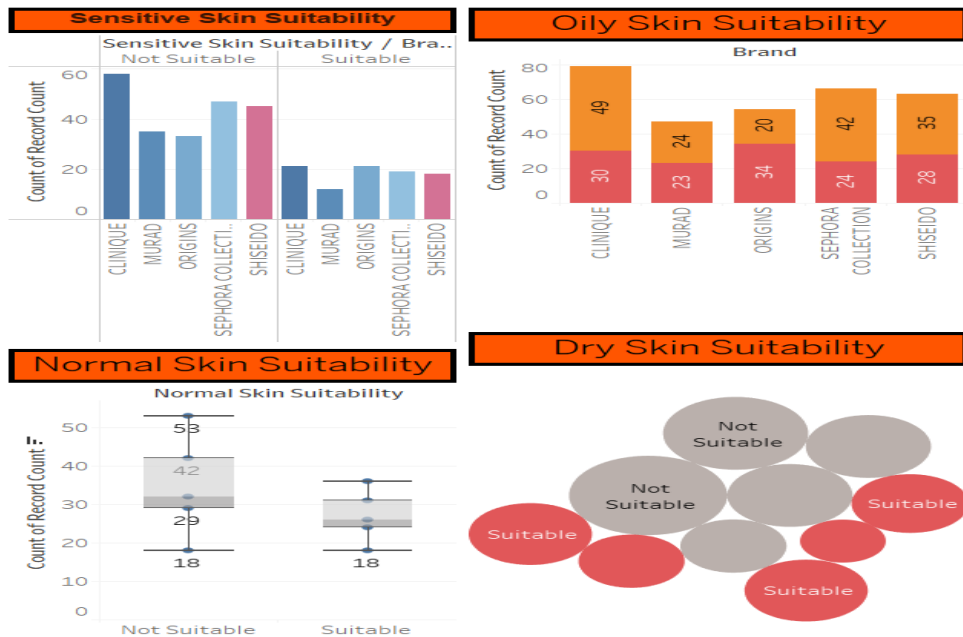 Sensitive Skin Suitability
Sensitive Skin Suitability / Bra..
Not Suitable
Suitable
Count of Record Count
60
40
20
0
CLINIQUE
MURAD
ORIGINS
SEPHORA COLLECTI..
SHISEIDO
CLINIQUE
MURAD
ORIGINS
SEPHORA COLLECTI..
SHISEIDO
Oily Skin Suitability
Brand
Count of Record Count
80
60
40
20
0
49
24
20
42
35
30
23
34
24
28
CLINIQUE
MURAD
ORIGINS
SEPHORA
COLLECTION
SHISEIDO
Normal Skin Suitability
Normal Skin Suitability
Count of Record Count
50
40
30
20
10
0
53
42
29
18
18
Not Suitable
Suitable
Dry Skin Suitability
Not
Suitable
Not
Suitable
Suitable
Suitable
Suitable